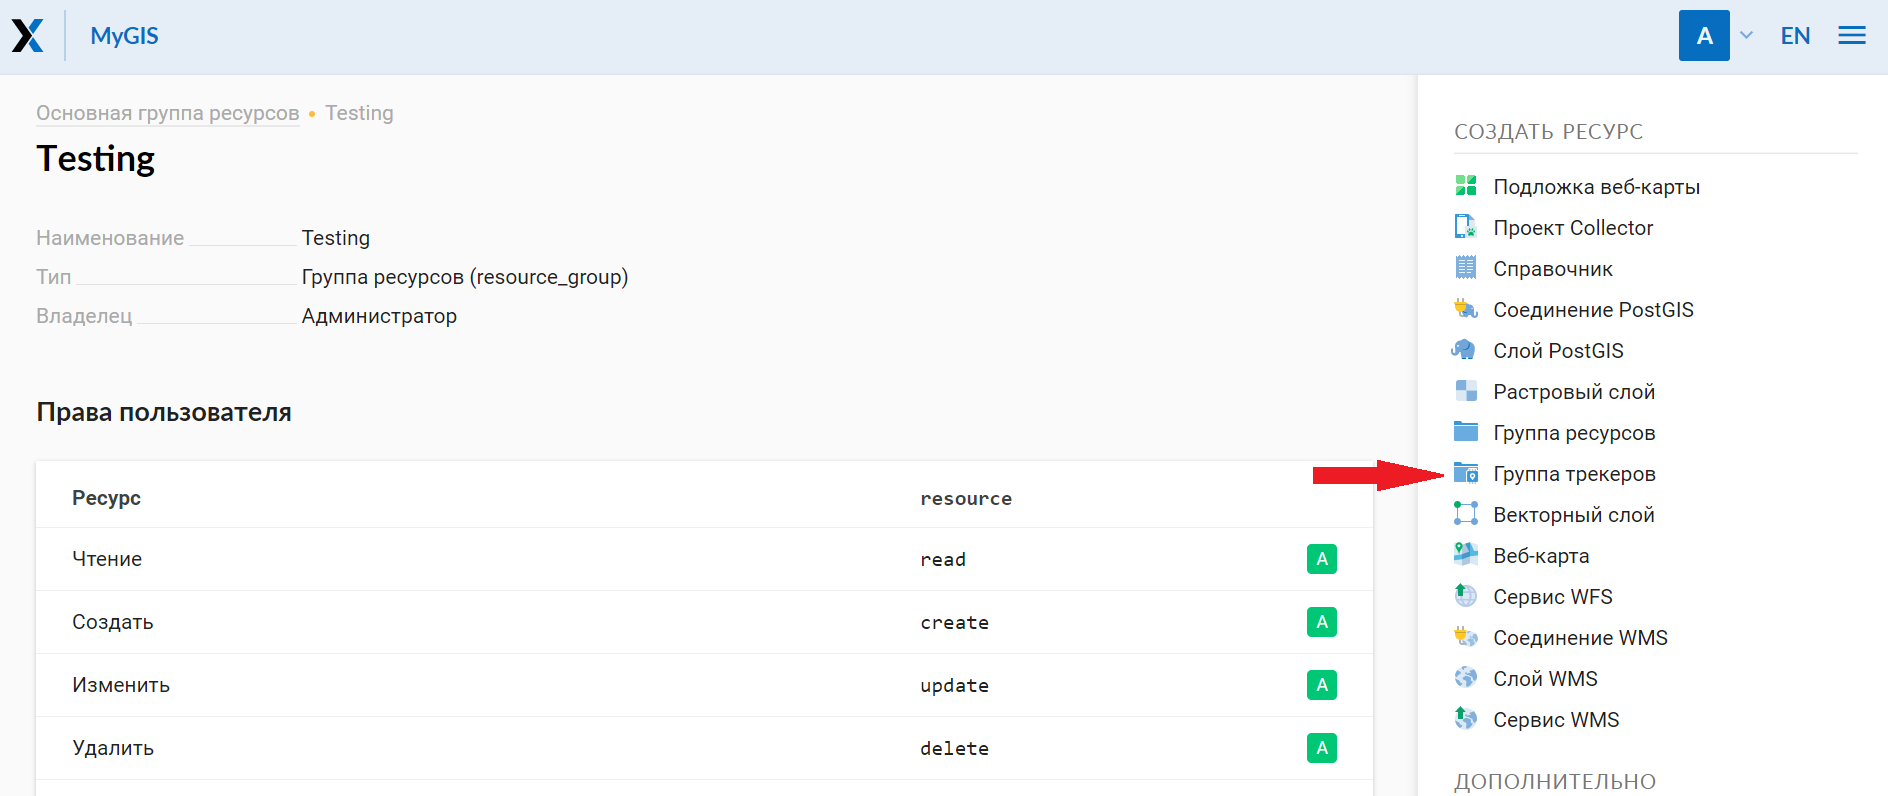 MyGIS
A
EN
Основная группа ресурсов • Testing
Testing
Наименование Testing
Тип Группа ресурсов (resource_group)
Владелец Администратор
Права пользователя
Ресурс resource
Чтение read A
Создать create A
Изменить update A
Удалить delete A
СОЗДАТЬ РЕСУРС
Подложка веб-карты
Проект Collector
Справочник
Соединение PostGIS
Слой PostGIS
Растровый слой
Группа ресурсов
Группа трекеров
Векторный слой
Веб-карта
Сервис WFS
Соединение WMS
Слой WMS
Сервис WMS
ДОПОЛНИТЕЛЬНО